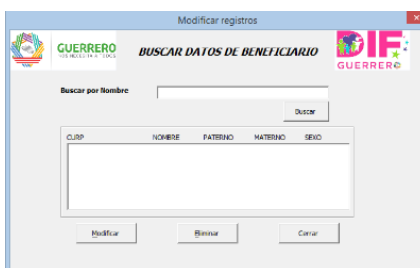 Modificar registros
GUERRERO
BUSCAR DATOS DE BENEFICIARIO
DIF
GUERRERO
Buscar por Nombre
Buscar
CURP NOMBRE PATERNO MATERNO SEXO
Modificar Eliminar Cerrar